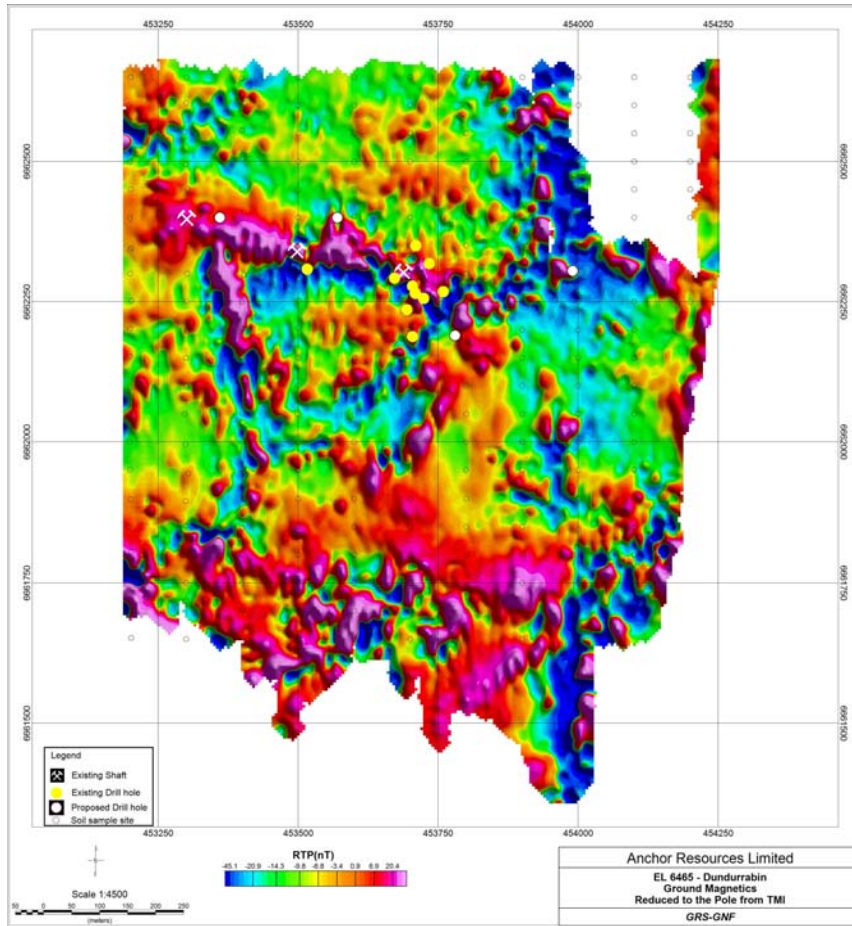 453250 453500 453750 454000 454250
6662500 6662500
6662250 6662250
6662000 6662000
6661750 6661750
6661500 6661500
Legend
Existing Shaft
Existing Drill hole
Proposed Drill hole
Soil sample site
453250 453500 453750 454000 454250
Scale 1:4500
50 0 50 100 150 200 250
(meters)
RTP(nT)
-45.1 -20.9 -14.3 -9.8 -6.8 -3.4 0.9 6.9 20.4
Anchor Resources Limited
EL 6465 - Dundurrabin
Ground Magnetics
Reduced to the Pole from TMI
GRS-GNF